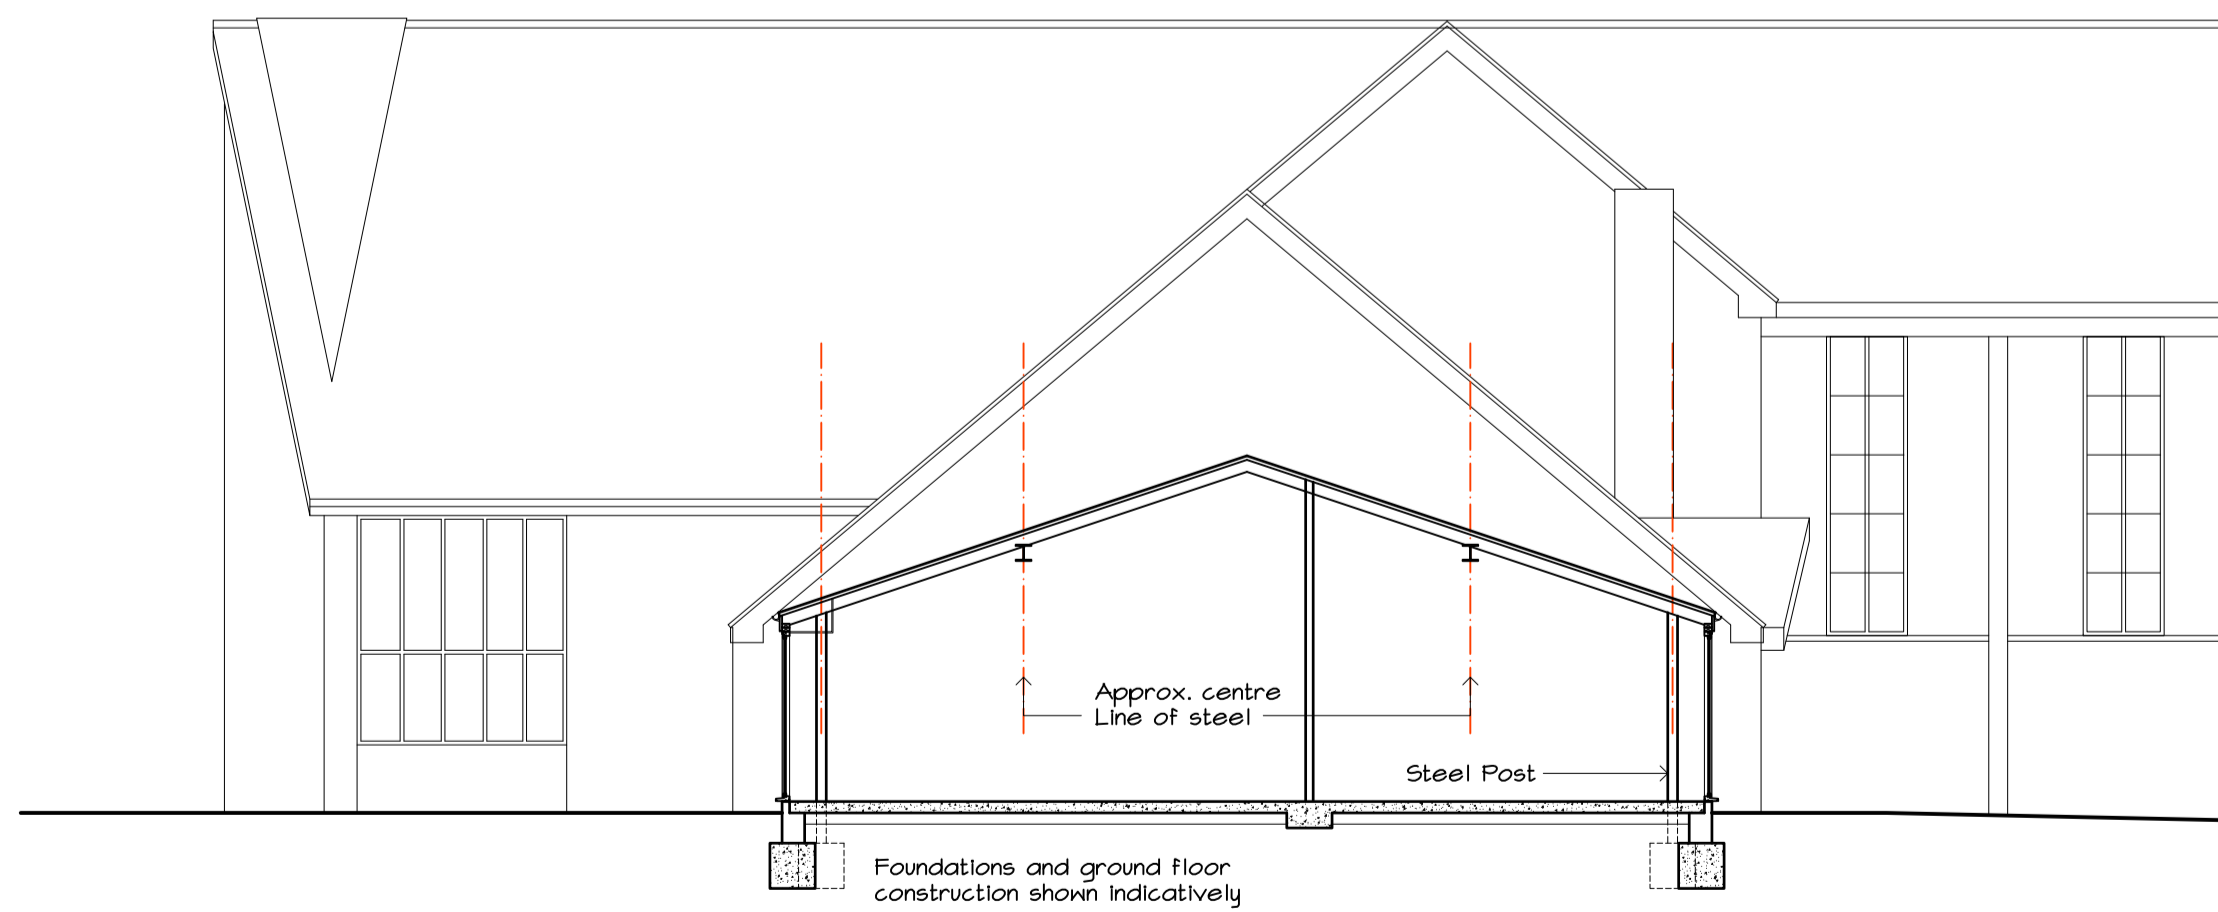 Approx. centre
Line of steel
Steel Post
Foundations and ground floor
construction shown indicatively